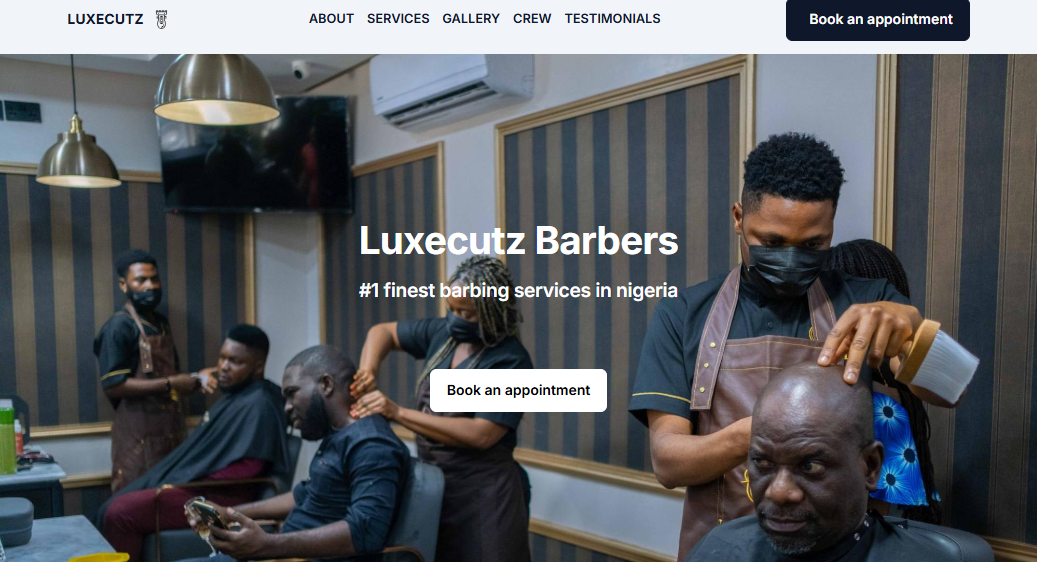 LUXECUTZ
ABOUT SERVICES GALLERY CREW TESTIMONIALS
Book an appointment
Luxecutz Barbers
#1 finest barbing services in nigeria
Book an appointment